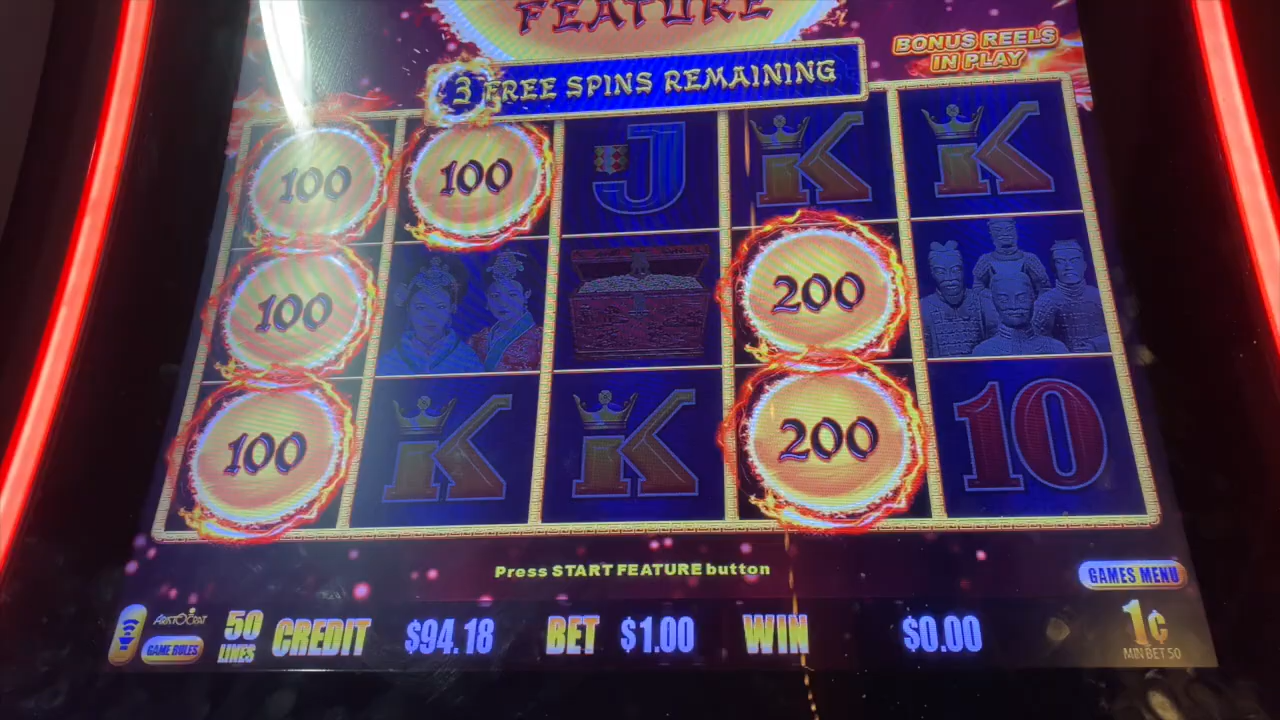 FEATURE
BONUS REELS
IN PLAY
3 FREE SPINS REMAINING
100 100 J K K
100 200
100 K K 200 10
Press START FEATURE button
GAMES MENU
ARISTOCRAT
GAME RULES
50
LINES
CREDIT $94.18 BET $1.00 WIN $0.00
1¢
MIN BET 50